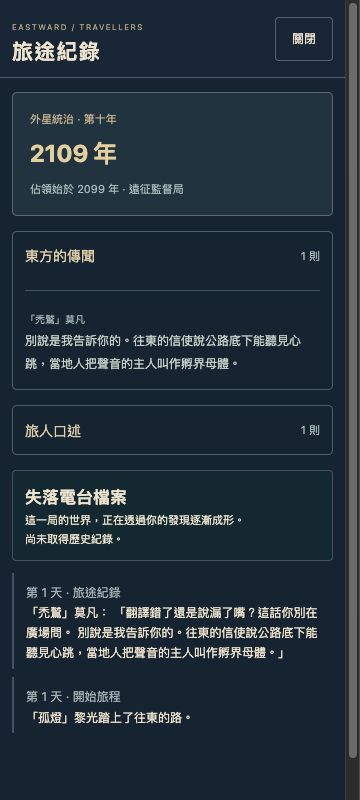 EASTWARD / TRAVELLERS
旅途紀錄
關閉
外星統治 · 第十年
2109 年
佔領始於 2099 年 · 遠征監督局
東方的傳聞
1 則
「禿鷲」莫凡
別說是我告訴你的。往東的信使說公路底下能聽見心
跳，當地人把聲音的主人叫作孵界母體。
旅人口述
1 則
失落電台檔案
這一局的世界，正在透過你的發現逐漸成形。
尚未取得歷史紀錄。
第 1 天 · 旅途紀錄
「禿鷲」莫凡： 「翻譯錯了還是說漏了嘴？這話你別在
廣場問。 別說是我告訴你的。往東的信使說公路底下能
聽見心跳，當地人把聲音的主人叫作孵界母體。」
第 1 天 · 開始旅程
「孤燈」黎光踏上了往東的路。